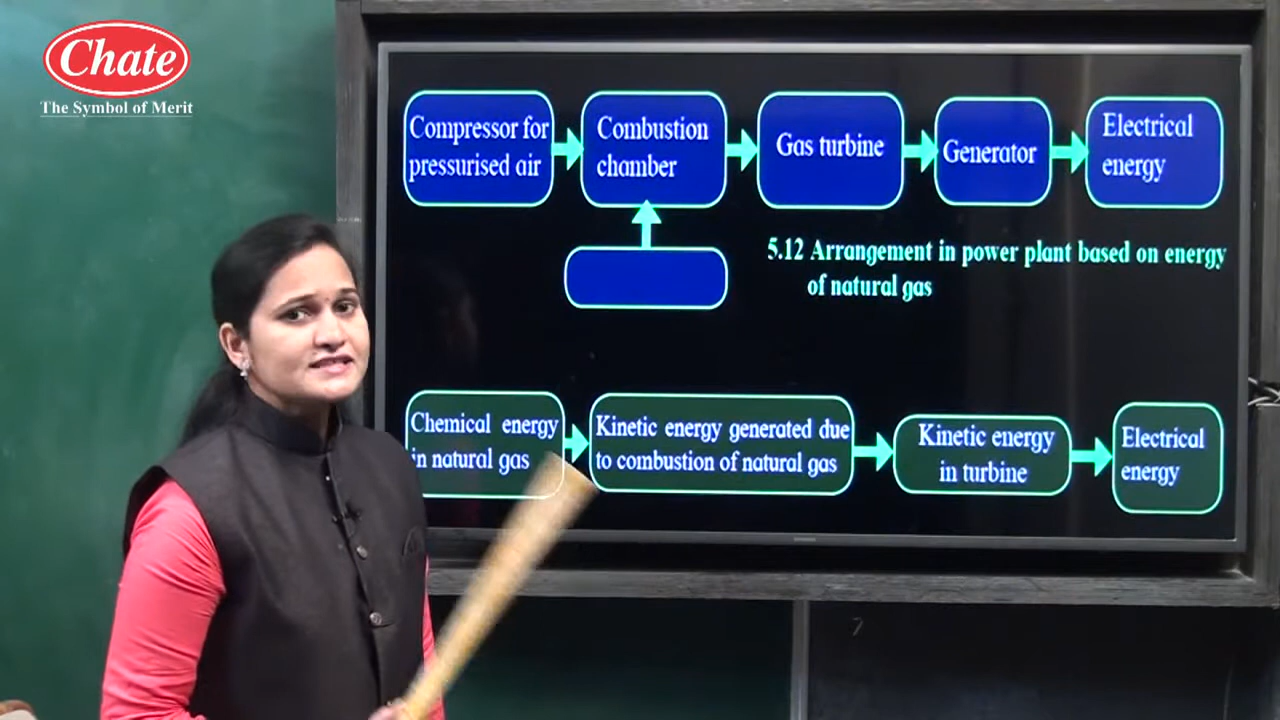 Chate
The Symbol of Merit
Compressor for
pressurised air
Combustion
chamber
Gas turbine
Generator
Electrical
energy
5.12 Arrangement in power plant based on energy
of natural gas
Chemical energy
in natural gas
Kinetic energy generated due
to combustion of natural gas
Kinetic energy
in turbine
Electrical
energy